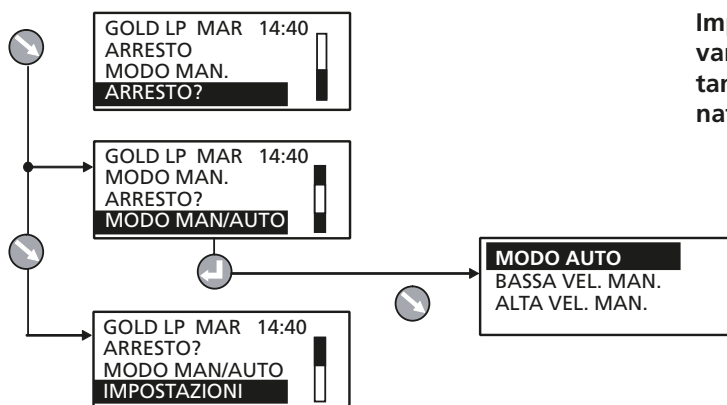 GOLD LP MAR 14:40
ARRESTO
MODO MAN.
ARRESTO?
GOLD LP MAR 14:40
MODO MAN.
ARRESTO?
MODO MAN/AUTO
MODO AUTO
BASSA VEL. MAN.
ALTA VEL. MAN.
GOLD LP MAR 14:40
ARRESTO?
MODO MAN/AUTO
IMPOSTAZIONI